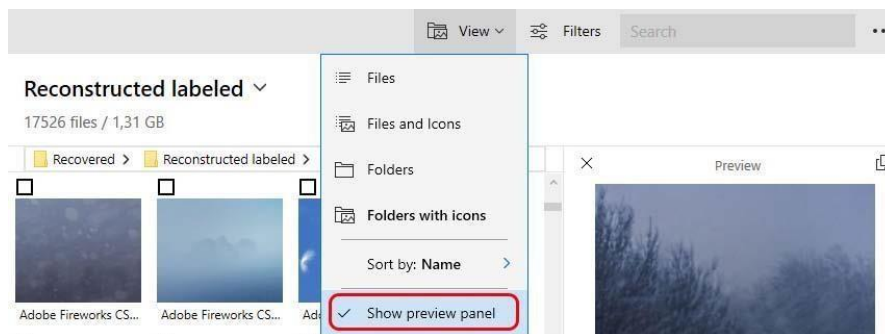 View
Filters
Search
Reconstructed labeled
17526 files / 1,31 GB
Recovered > Reconstructed labeled >
Files
Files and Icons
Folders
Folders with icons
Sort by: Name >
Show preview panel
Preview
Adobe Fireworks CS...
Adobe Fireworks CS...